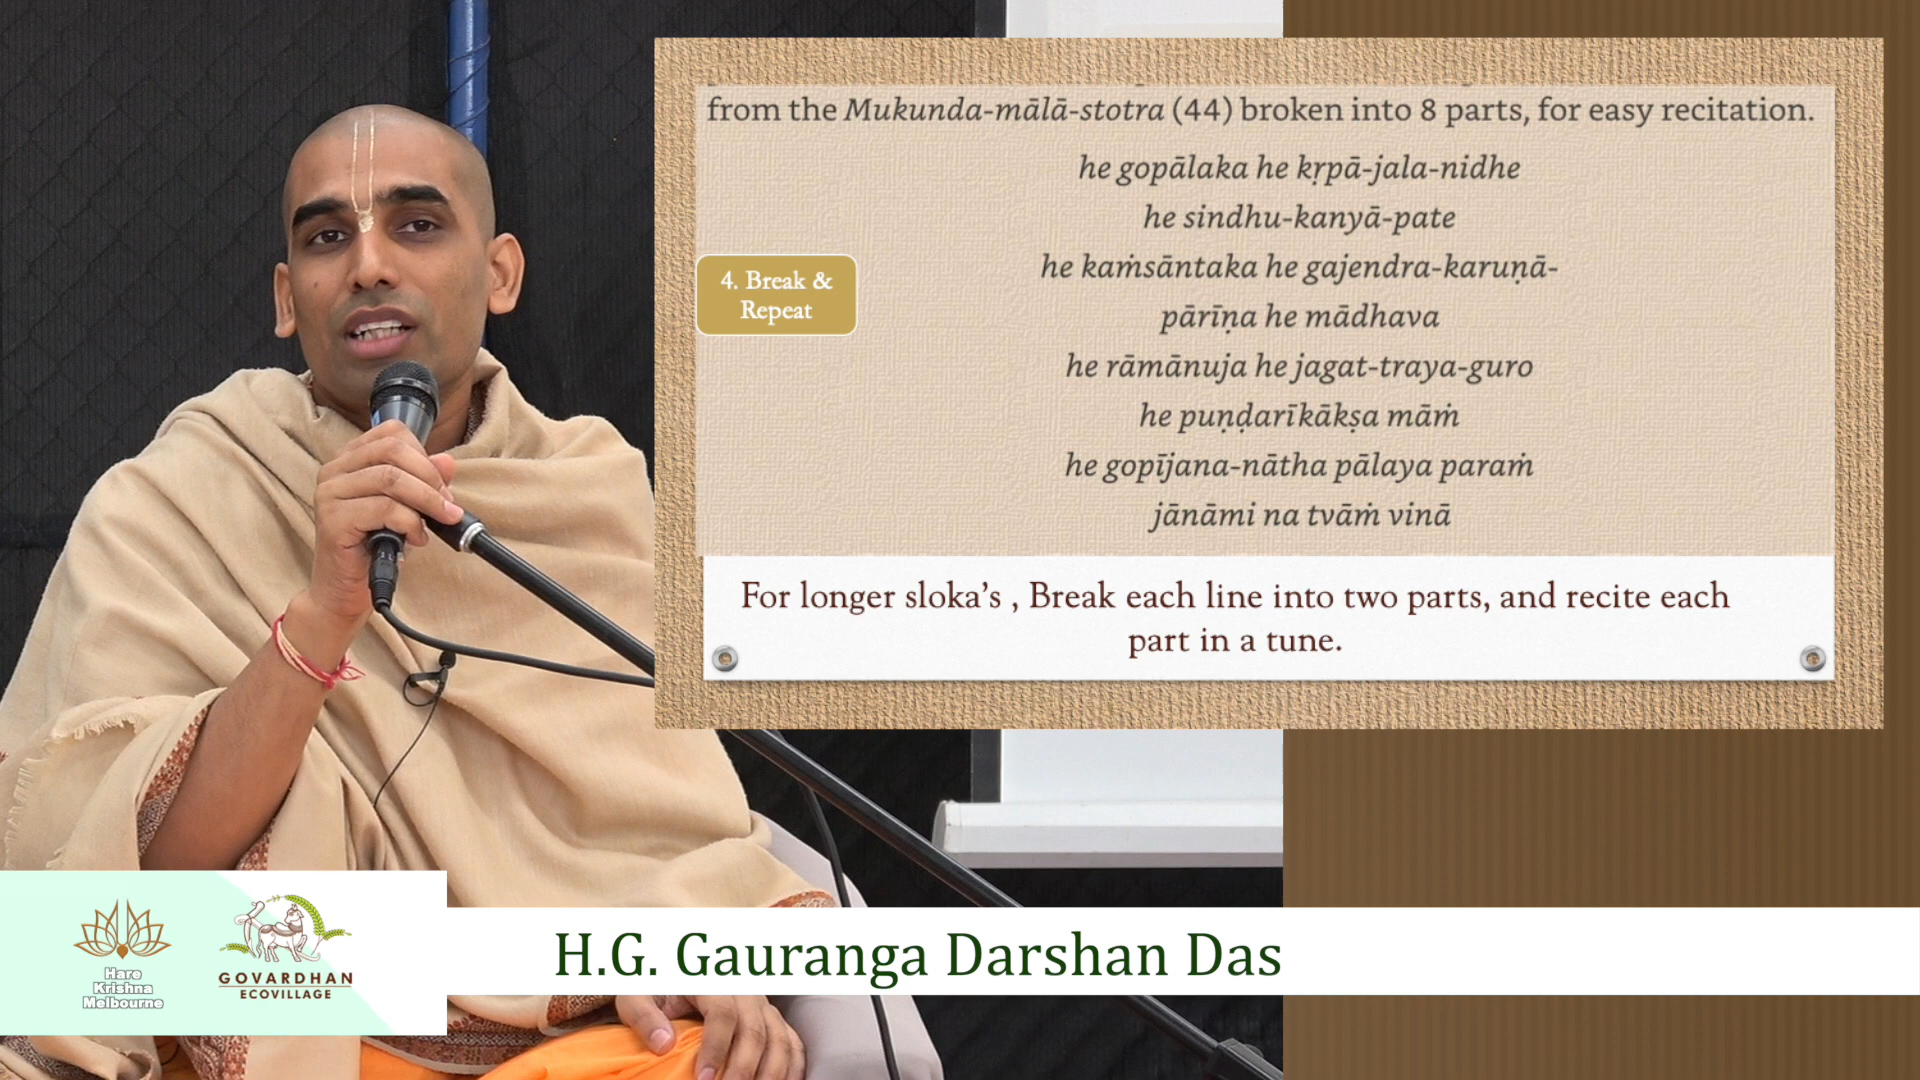 from the Mukunda-mālā-stotra (44) broken into 8 parts, for easy recitation.
he gopālaka he kṛpā-jala-nidhe
he sindhu-kanyā-pate
he kaṁsāntaka he gajendra-karuṇā-
pārīṇa he mādhava
he rāmānuja he jagat-traya-guro
he puṇḍarīkākṣa māṁ
he gopījana-nātha pālaya paraṁ
jānāmi na tvāṁ vinā
4. Break &
Repeat
For longer sloka's , Break each line into two parts, and recite each
part in a tune.
Hare
Krishna
Melbourne
GOVARDHAN
ECOVILLAGE
H.G. Gauranga Darshan Das